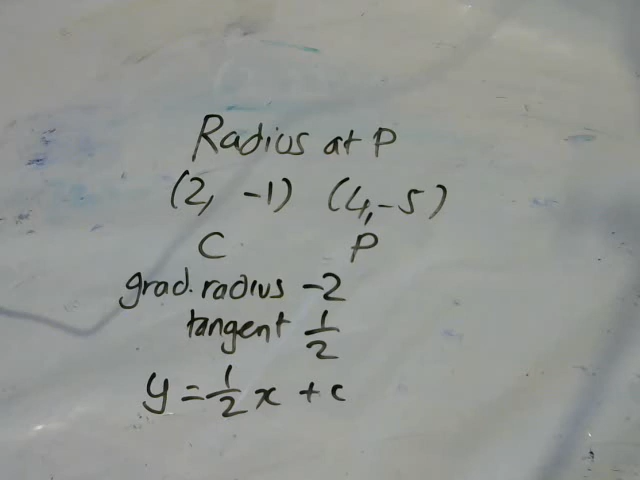 Radius at P
(2, -1) (4,-5)
C P
grad. radius -2
tangent 1/2
y = 1/2 x + c